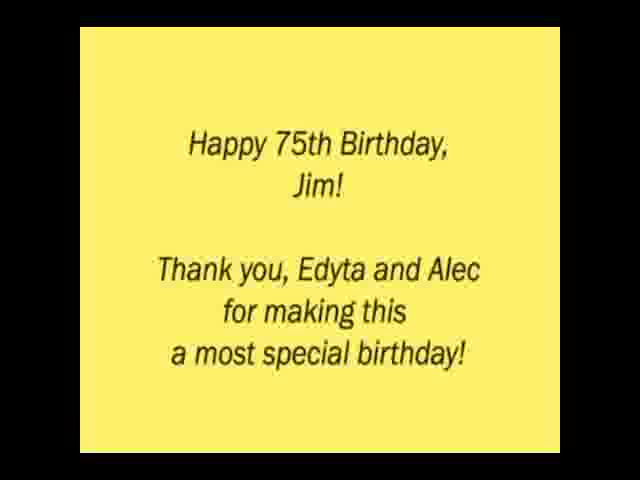 Happy 75th Birthday,
Jim!
Thank you, Edyta and Alec
for making this
a most special birthday!